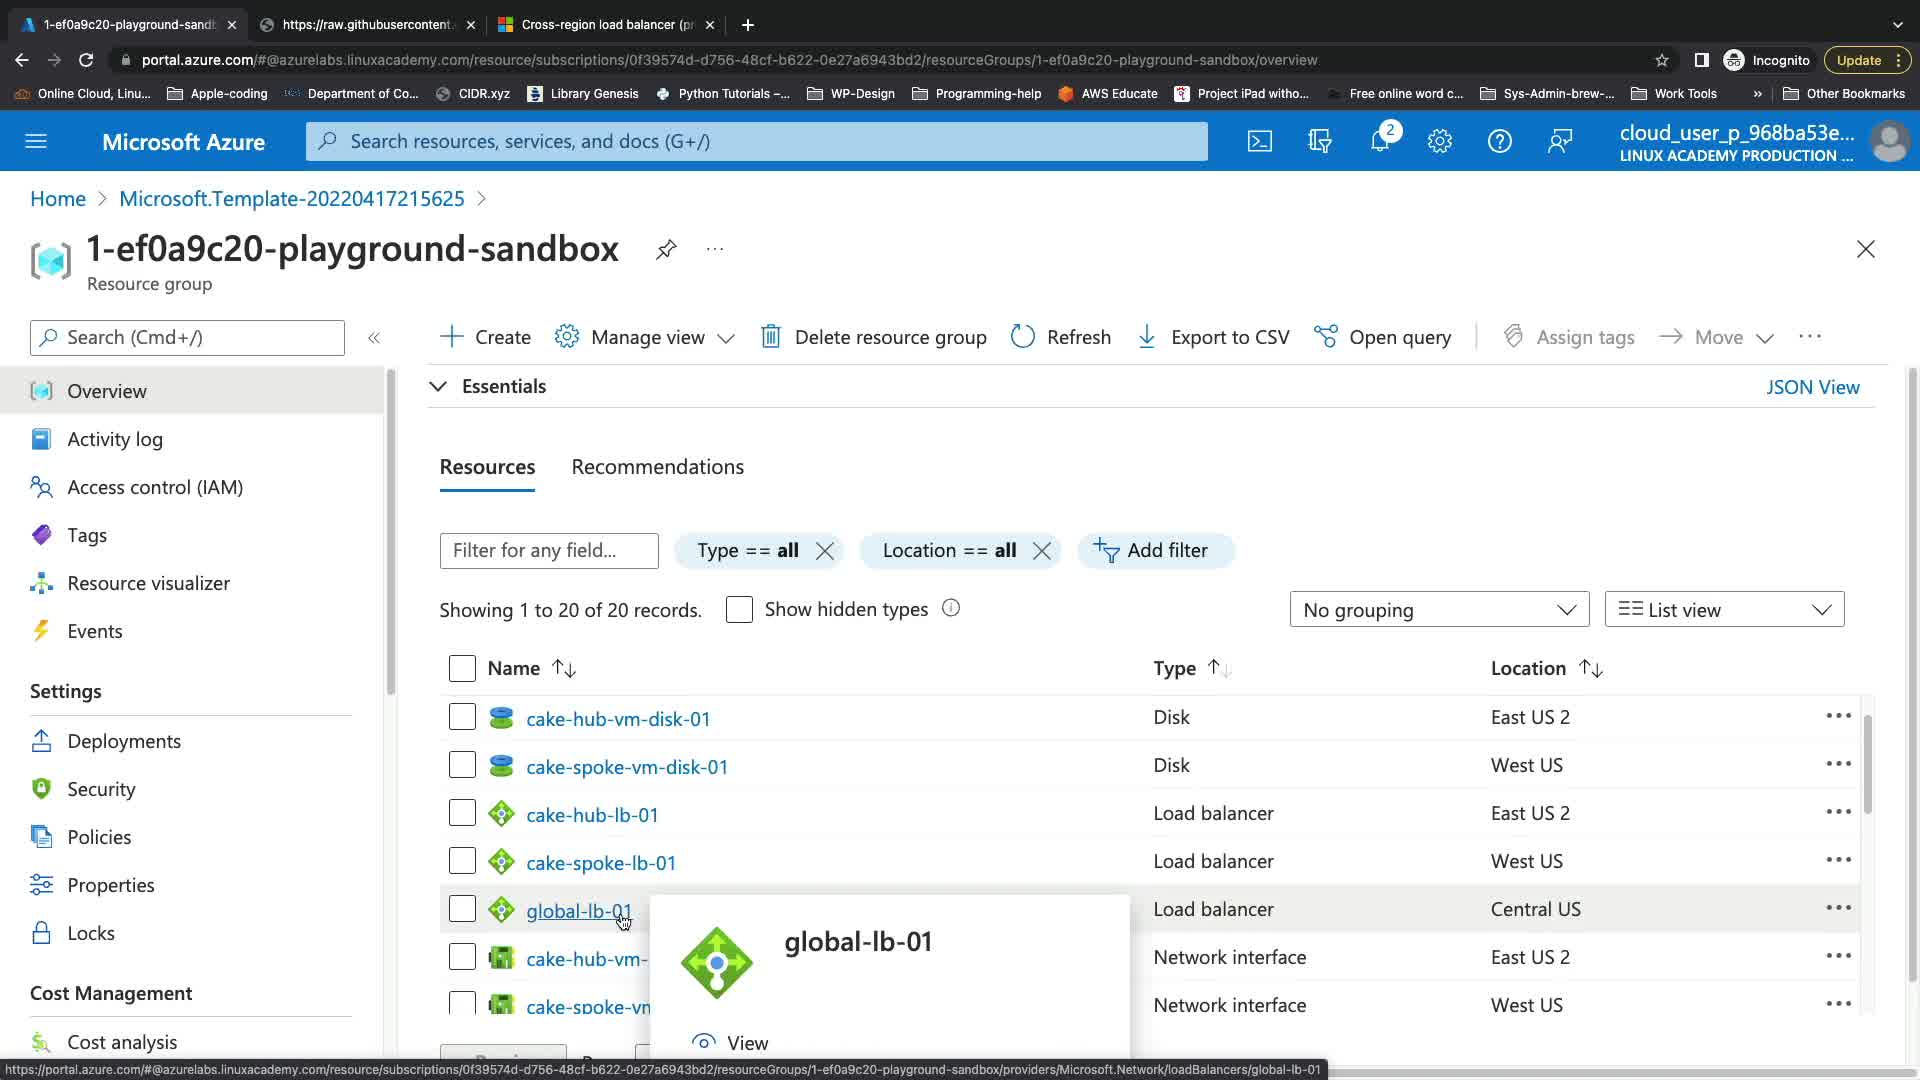 1-ef0a9c20-playground-sandb
https://raw.githubusercontent.
Cross-region load balancer (pr
portal.azure.com/#@azurelabs.linuxacademy.com/resource/subscriptions/0f39574d-d756-48cf-b622-0e27a6943bd2/resourceGroups/1-ef0a9c20-playground-sandbox/overview
Incognito
Update
Online Cloud, Linu...
Apple-coding
Department of Co...
CIDR.xyz
Library Genesis
Python Tutorials –...
WP-Design
Programming-help
AWS Educate
Project iPad witho...
Free online word c...
Sys-Admin-brew-...
Work Tools
»
Other Bookmarks
Microsoft Azure
Search resources, services, and docs (G+/)
2
cloud_user_p_968ba53e...
LINUX ACADEMY PRODUCTION ...
Home > Microsoft.Template-20220417215625 >
1-ef0a9c20-playground-sandbox
Resource group
Search (Cmd+/)
Create
Manage view
Delete resource group
Refresh
Export to CSV
Open query
Assign tags
Move
Overview
Activity log
Access control (IAM)
Tags
Resource visualizer
Events
Settings
Deployments
Security
Policies
Properties
Locks
Cost Management
Cost analysis
Essentials
JSON View
Resources
Recommendations
Filter for any field...
Type == all
Location == all
Add filter
Showing 1 to 20 of 20 records.
Show hidden types
No grouping
List view
Name
Type
Location
cake-hub-vm-disk-01 Disk East US 2
cake-spoke-vm-disk-01 Disk West US
cake-hub-lb-01 Load balancer East US 2
cake-spoke-lb-01 Load balancer West US
global-lb-01 Load balancer Central US
cake-hub-vm- Network interface East US 2
cake-spoke-vm Network interface West US
global-lb-01
View
https://portal.azure.com/#@azurelabs.linuxacademy.com/resource/subscriptions/0f39574d-d756-48cf-b622-0e27a6943bd2/resourceGroups/1-ef0a9c20-playground-sandbox/providers/Microsoft.Network/loadBalancers/global-lb-01